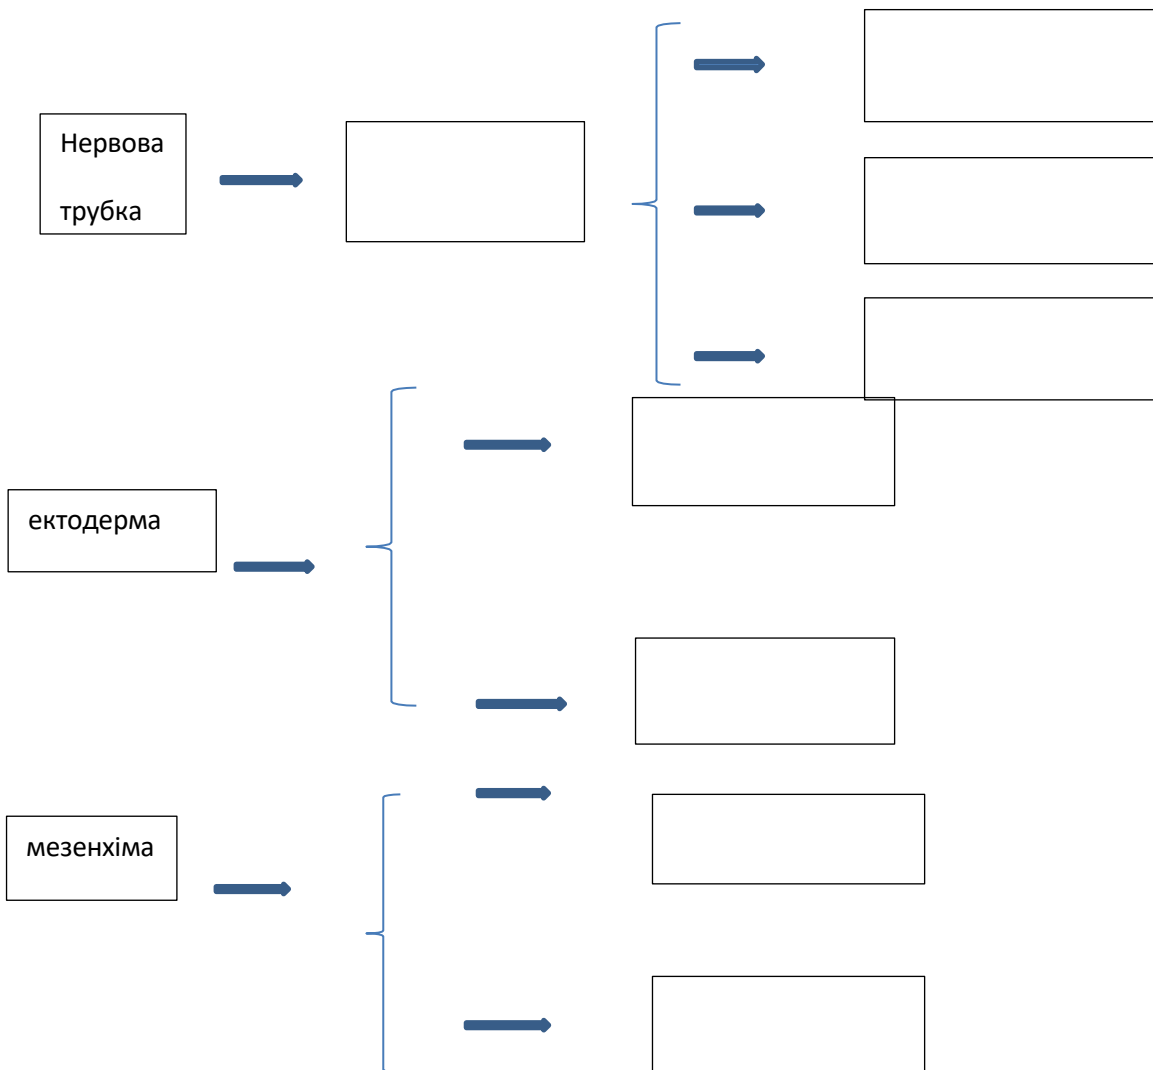 Нервова
трубка
ектодерма
мезенхіма